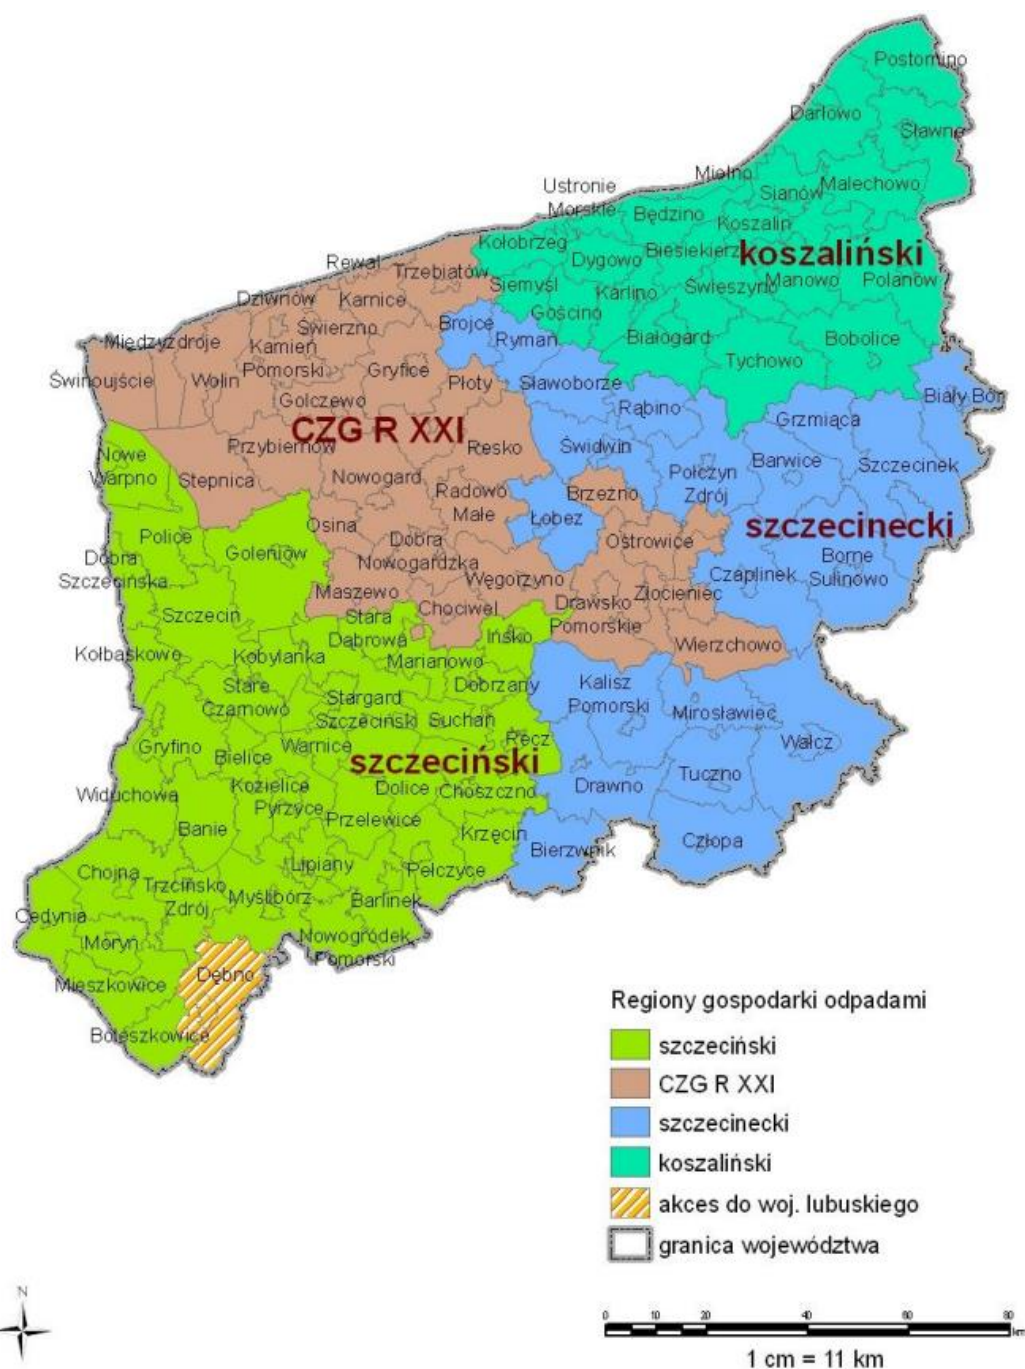 Postomino
Darłowo
Sławno
Mielno
Sianów
Malechowo
Ustronie
Morskie
Będzino
Koszalin
Kołobrzeg
Biesiekierz
koszaliński
Dygowo
Rewal
Trzebiatów
Siemyśl
Karlino
Świeszyno
Manowo
Polanów
Dziwnów
Karnice
Gościno
Świerzno
Brojce
Rymań
Białogard
Bobolice
Międzyzdroje
Kamień
Pomorski
Gryfice
Tychowo
Świnoujście
Wolin
Płoty
Sławoborze
Biały Bór
Golczewo
Rąbino
Grzmiąca
CZG R XXI
Przybiernów
Resko
Świdwin
Nowe
Warpno
Stepnica
Nowogard
Połczyn
Zdrój
Barwice
Szczecinek
Radowo
Małe
Brzeżno
Łobez
Osina
szczecinecki
Police
Goleniów
Dobra
Nowogardzka
Ostrowice
Dobra
Szczecińska
Borne
Sulinowo
Węgorzyno
Czaplinek
Maszewo
Złocieniec
Szczecin
Stara
Dąbrowa
Chociwel
Drawsko
Pomorskie
Ińsko
Wierzchowo
Kołbaskowo
Kobylanka
Marianowo
Stare
Czarnowo
Stargard
Szczeciński
Dobrzany
Kalisz
Pomorski
Mirosławiec
Suchań
Recz
Gryfino
Warnice
Wałcz
Bielice
szczeciński
Tuczno
Widuchowa
Kozielice
Pyrzyce
Dolice
Choszczno
Drawno
Przelewice
Banie
Krzęcin
Człopa
Bierzwnik
Lipiany
Chojna
Pełczyce
Trzcińsko
Zdrój
Myślibórz
Barlinek
Cedynia
Moryń
Nowogródek
Pomorski
Mieszkowice
Dębno
Boleszkowice
Regiony gospodarki odpadami
szczeciński
CZG R XXI
szczecinecki
koszaliński
akces do woj. lubuskiego
granica województwa
N
0 10 20 40 60 80
km
1 cm = 11 km